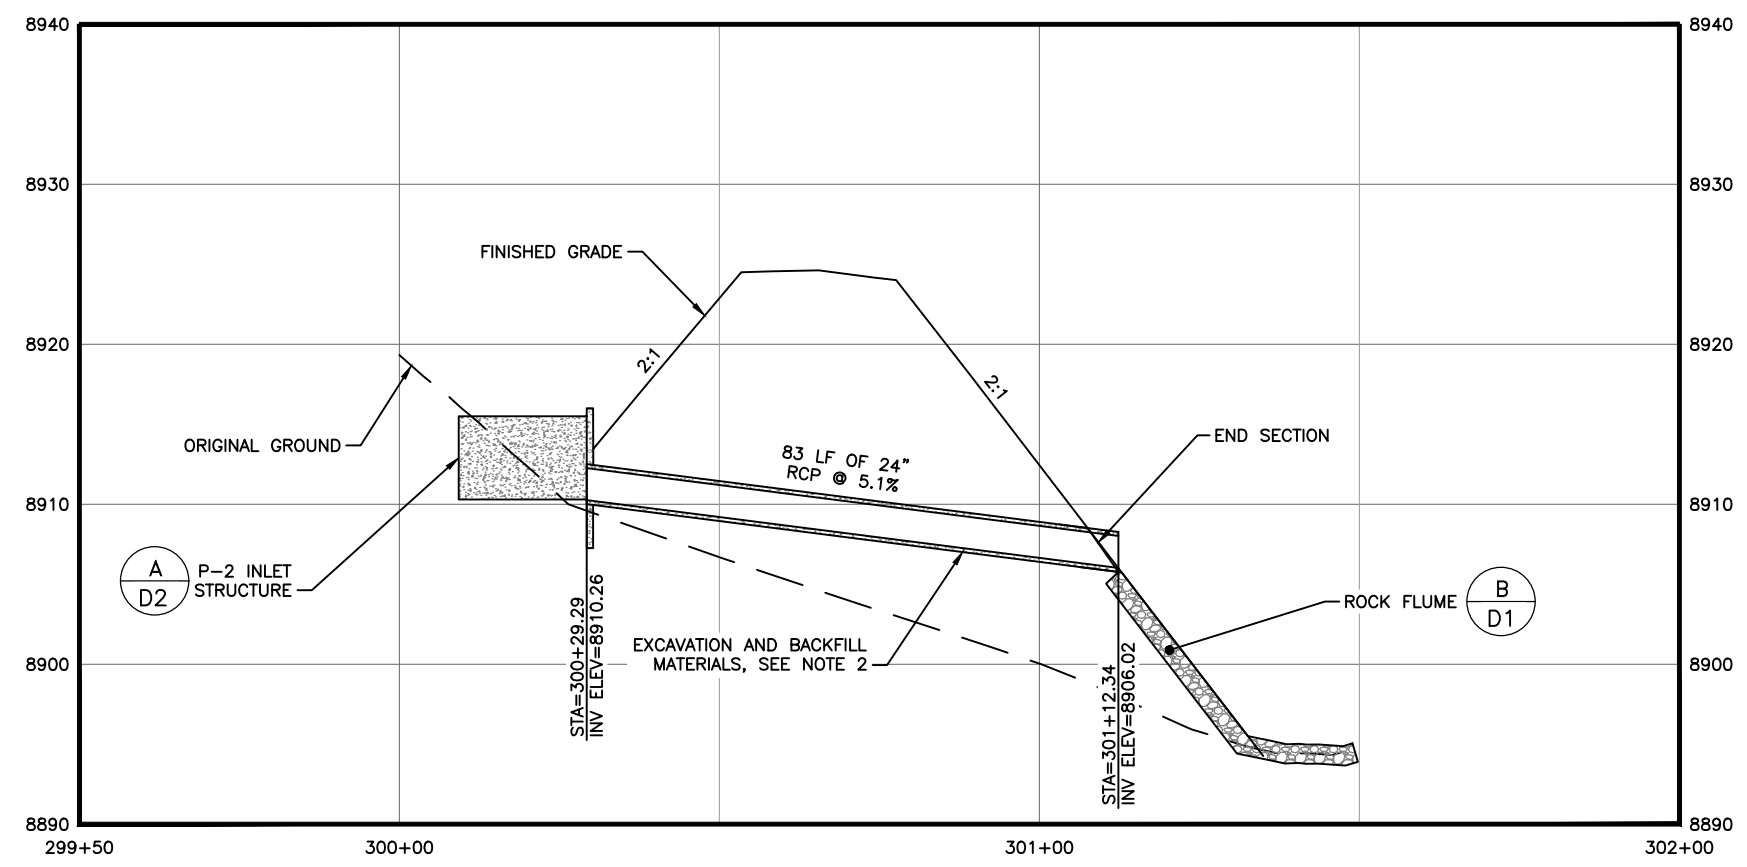 8940
8940
8930
8930
FINISHED GRADE
8920
8920
2:1
2:1
ORIGINAL GROUND
END SECTION
83 LF OF 24"
RCP @ 5.1%
8910
8910
A
D2
P-2 INLET
STRUCTURE
B
D1
ROCK FLUME
EXCAVATION AND BACKFILL
MATERIALS, SEE NOTE 2
STA=300+29.29
INV ELEV=8910.26
STA=301+12.34
INV ELEV=8906.02
8900
8900
8890
8890
299+50
300+00
301+00
302+00